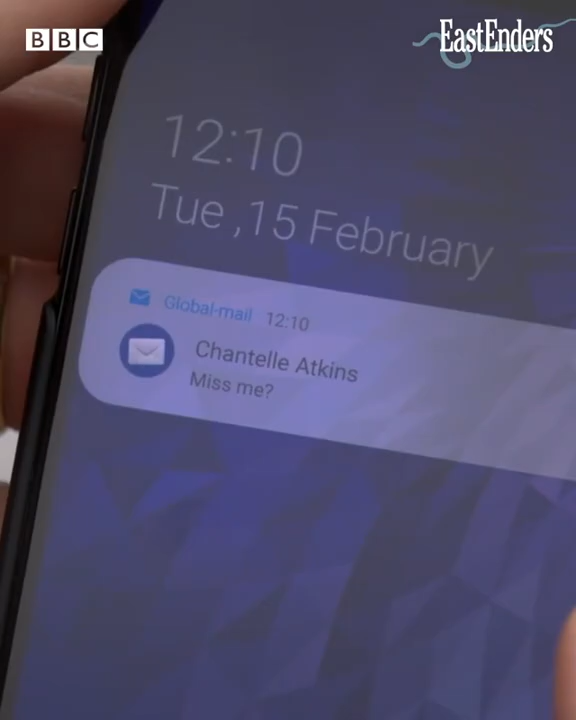 BBC
EastEnders
12:10
Tue ,15 February
Global-mail 12:10
Chantelle Atkins
Miss me?